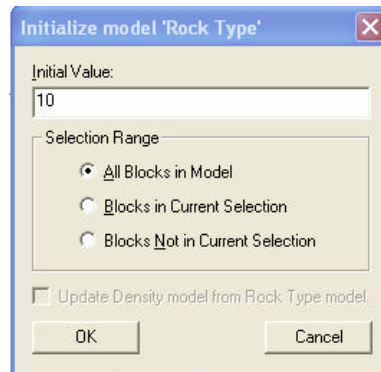 Initialize model 'Rock Type'
Initial Value:
10
Selection Range
All Blocks in Model
Blocks in Current Selection
Blocks Not in Current Selection
Update Density model from Rock Type model.
OK Cancel